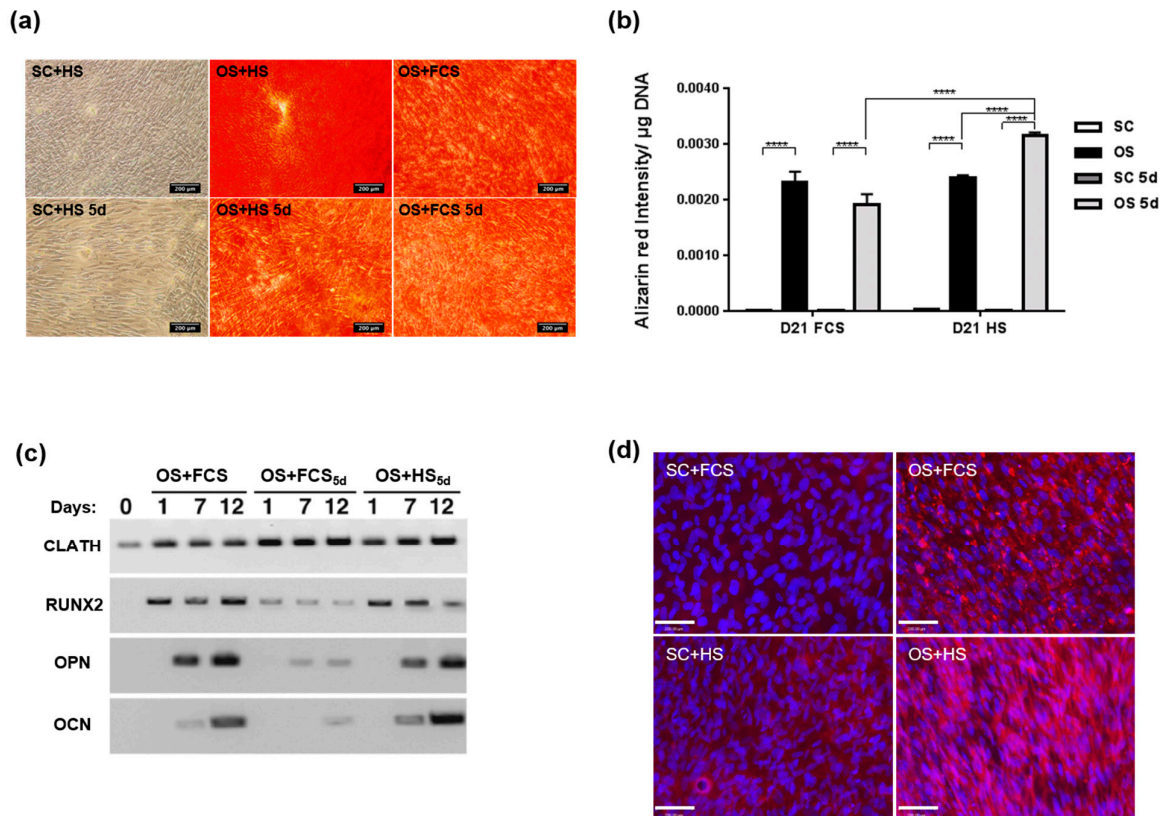 (a)
SC+HS OS+HS OS+FCS
200 µm 200 µm 200 µm
SC+HS 5d OS+HS 5d OS+FCS 5d
200 µm 200 µm 200 µm
(b)
Alizarin red Intensity/ µg DNA
0.0040
0.0030
0.0020
0.0010
0.0000
****
****
**** **** **** ****
D21 FCS D21 HS
SC
OS
SC 5d
OS 5d
(c)
OS+FCS OS+FCS5d OS+HS5d
Days: 0 1 7 12 1 7 12 1 7 12
CLATH
RUNX2
OPN
OCN
(d)
SC+FCS OS+FCS
SC+HS OS+HS